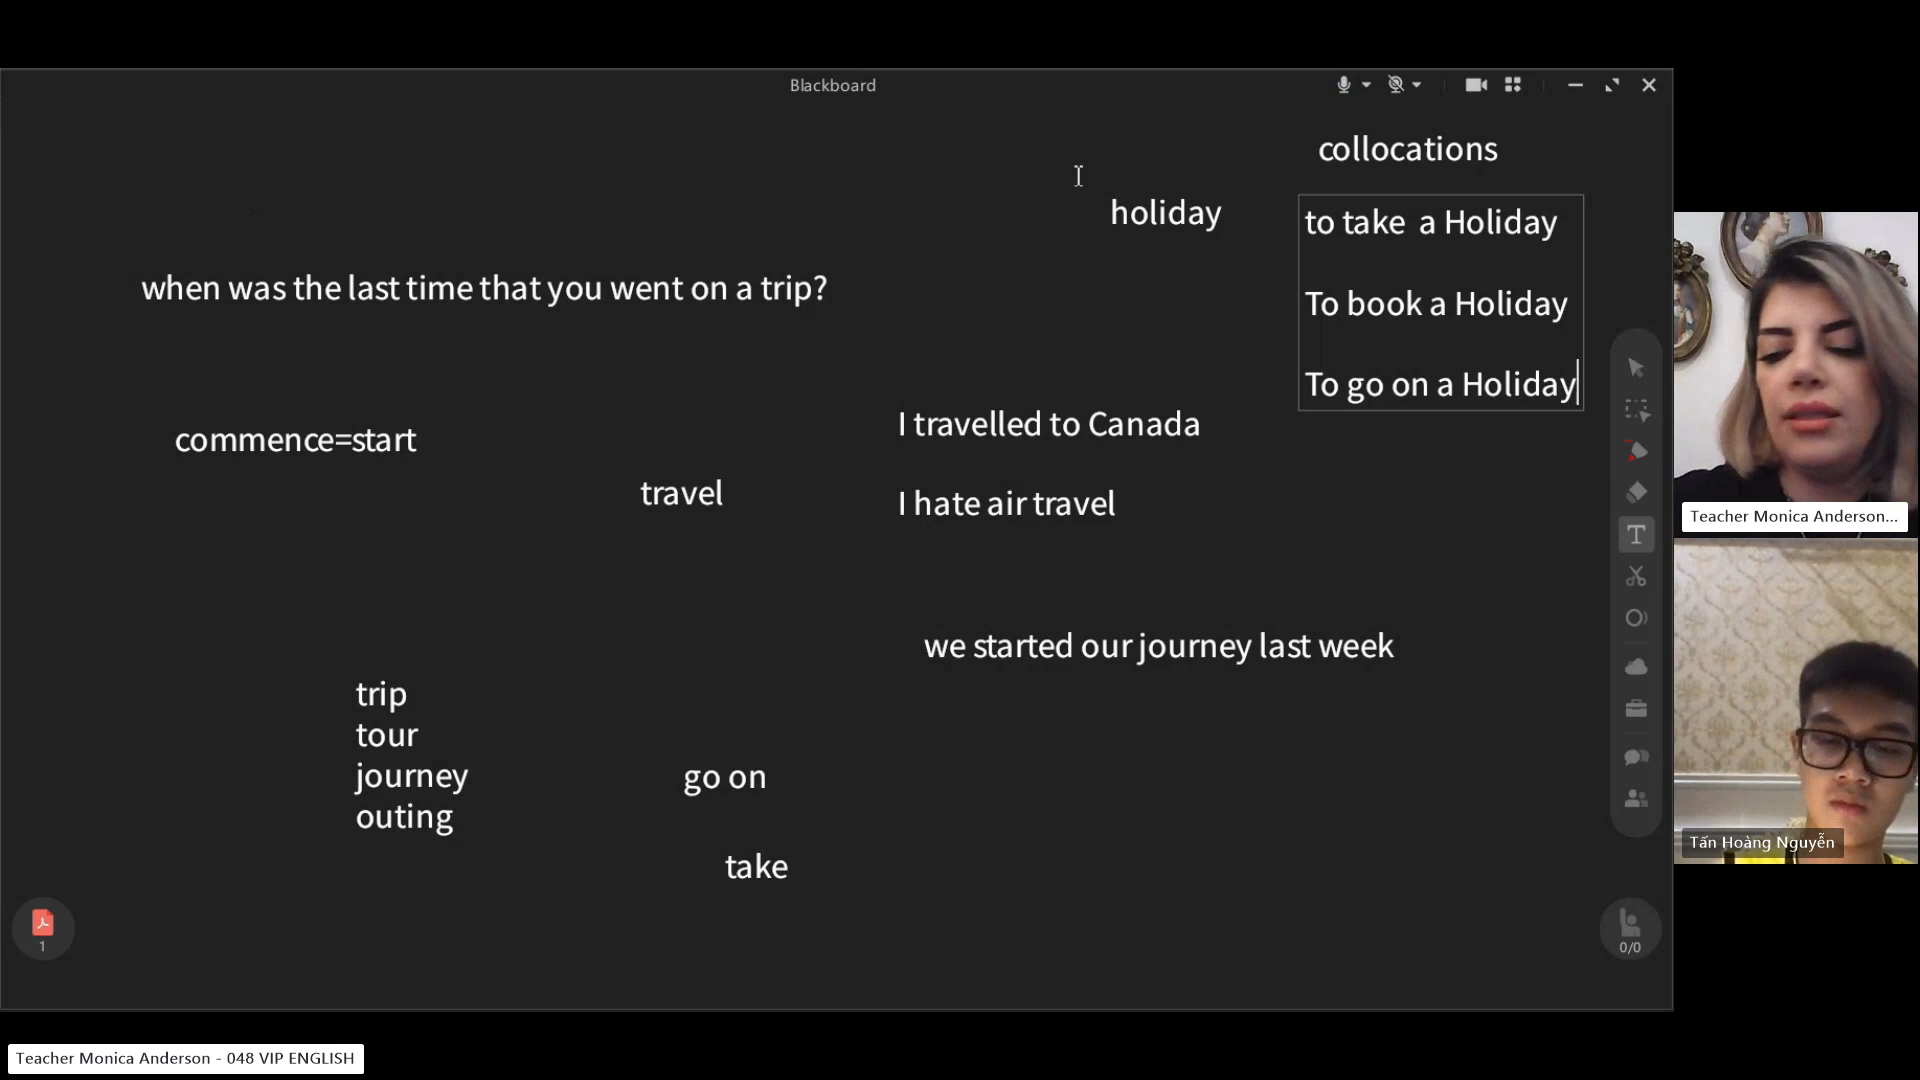 Blackboard
collocations
holiday
to take a Holiday
To book a Holiday
To go on a Holiday
when was the last time that you went on a trip?
I travelled to Canada
commence=start
travel
I hate air travel
we started our journey last week
trip
tour
journey
outing
go on
take
T
1
0/0
Teacher Monica Anderson...
Tấn Hoàng Nguyễn
Teacher Monica Anderson - 048 VIP ENGLISH